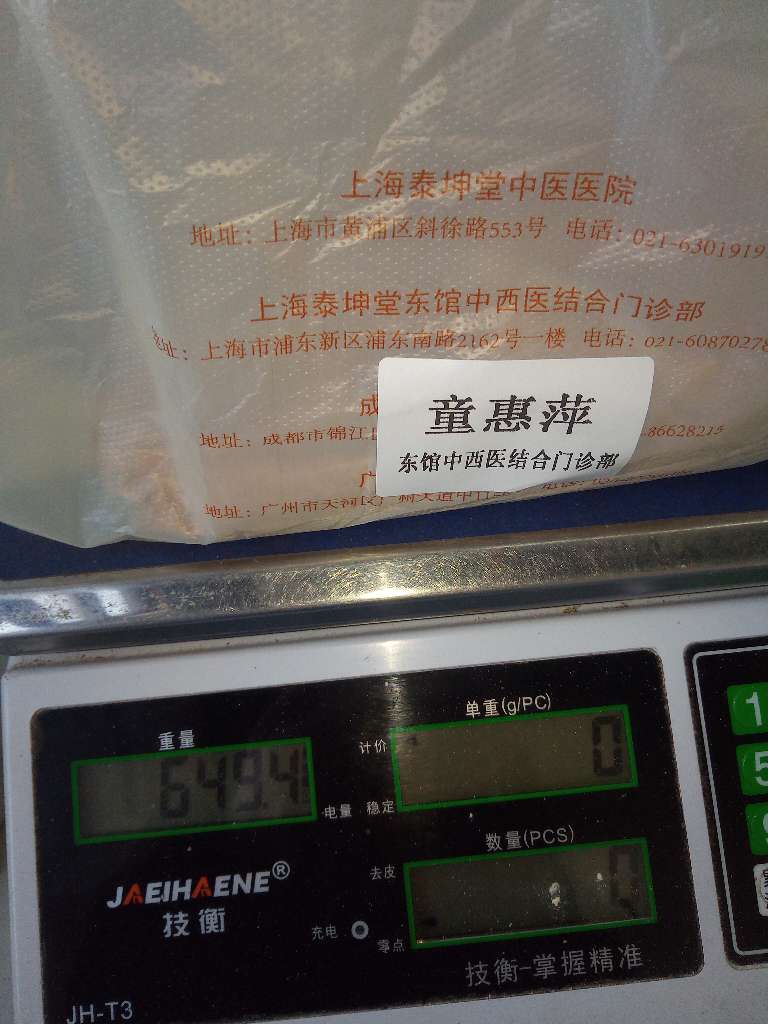 上海泰坤堂中医医院
地址：上海市黄浦区斜徐路553号 电话：021-6301919
上海泰坤堂东馆中西医结合门诊部
址：上海市浦东新区浦东南路2162号一楼 电话：021-6087027
成
童惠萍
地址：成都市锦江 86628215
东馆中西医结合门诊部
广
地址：广州市天河区
重量
649.4
计价
单重(g/PC)
0
电量 稳定
1
5
JAEIHAENE®
技衡
去皮
数量(PCS)
0
充电
零点
技衡-掌握精准
JH-T3